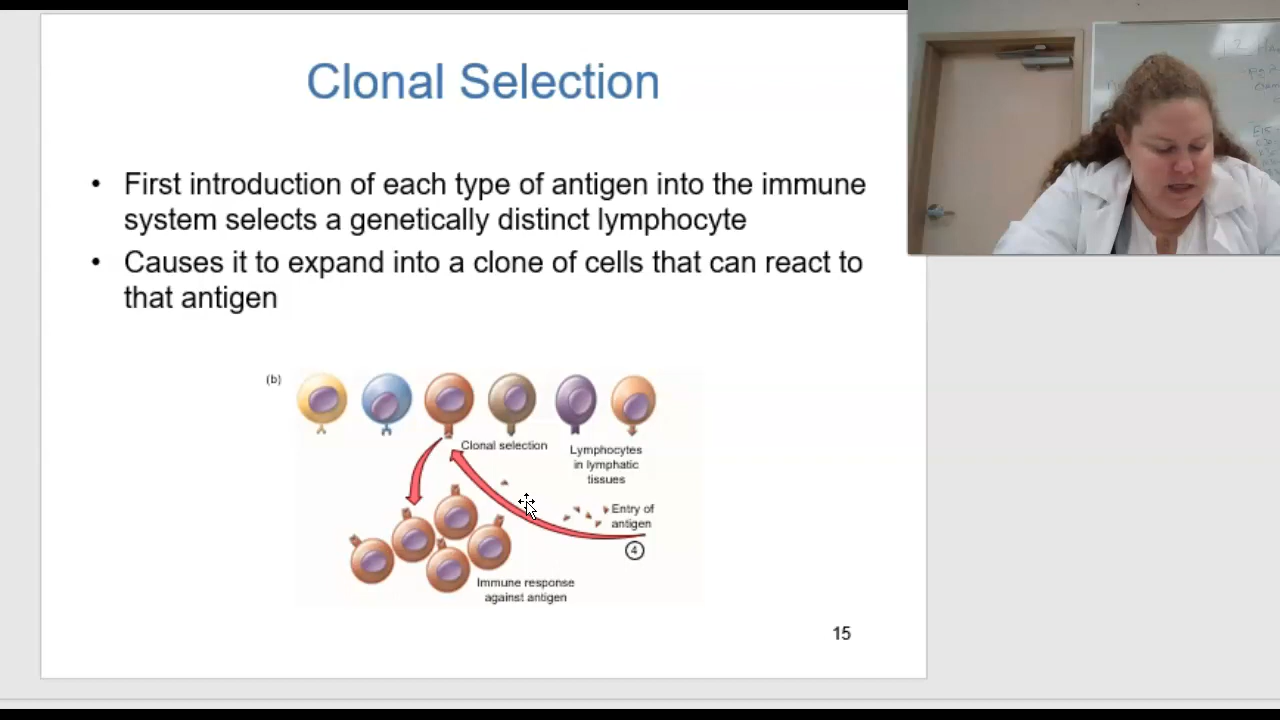 Clonal Selection
• First introduction of each type of antigen into the immune
system selects a genetically distinct lymphocyte
• Causes it to expand into a clone of cells that can react to
that antigen
(b)
Clonal selection
Lymphocytes
in lymphatic
tissues
Entry of
antigen
4
Immune response
against antigen
15